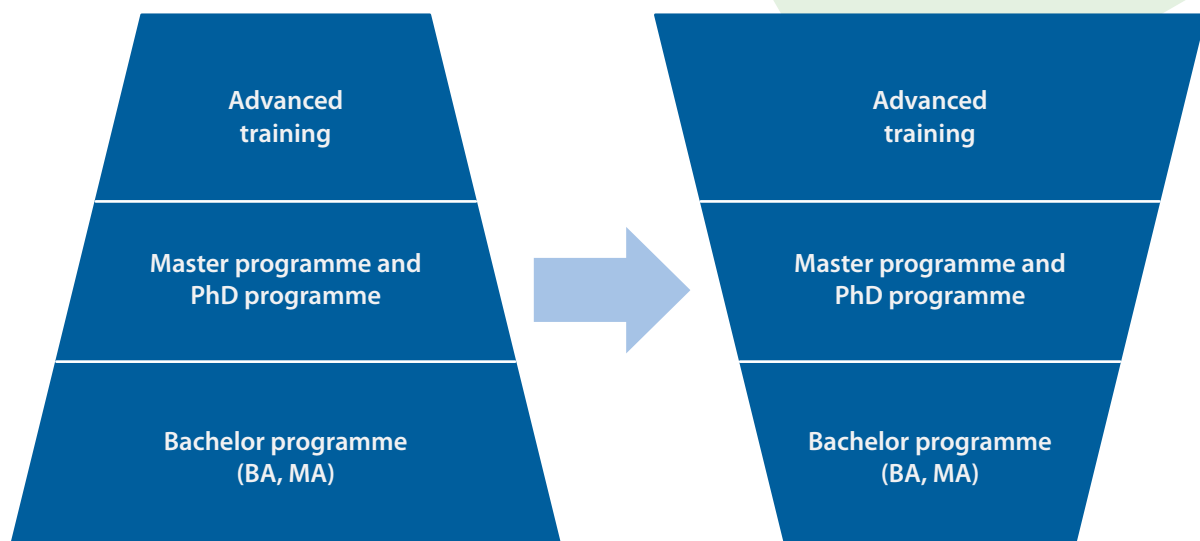 Advanced
training
Master programme and
PhD programme
Bachelor programme
(BA, MA)
Advanced
training
Master programme and
PhD programme
Bachelor programme
(BA, MA)